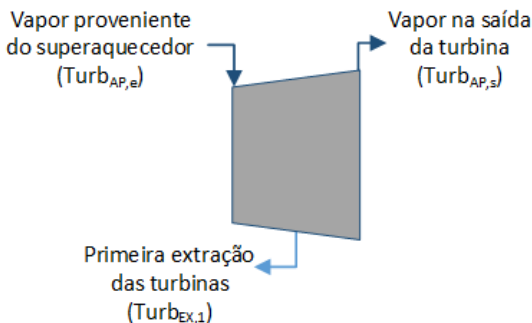 Vapor proveniente
do superaquecedor
(Turb_AP,e)
Vapor na saída
da turbina
(Turb_AP,s)
Primeira extração
das turbinas
(Turb_EX,1)